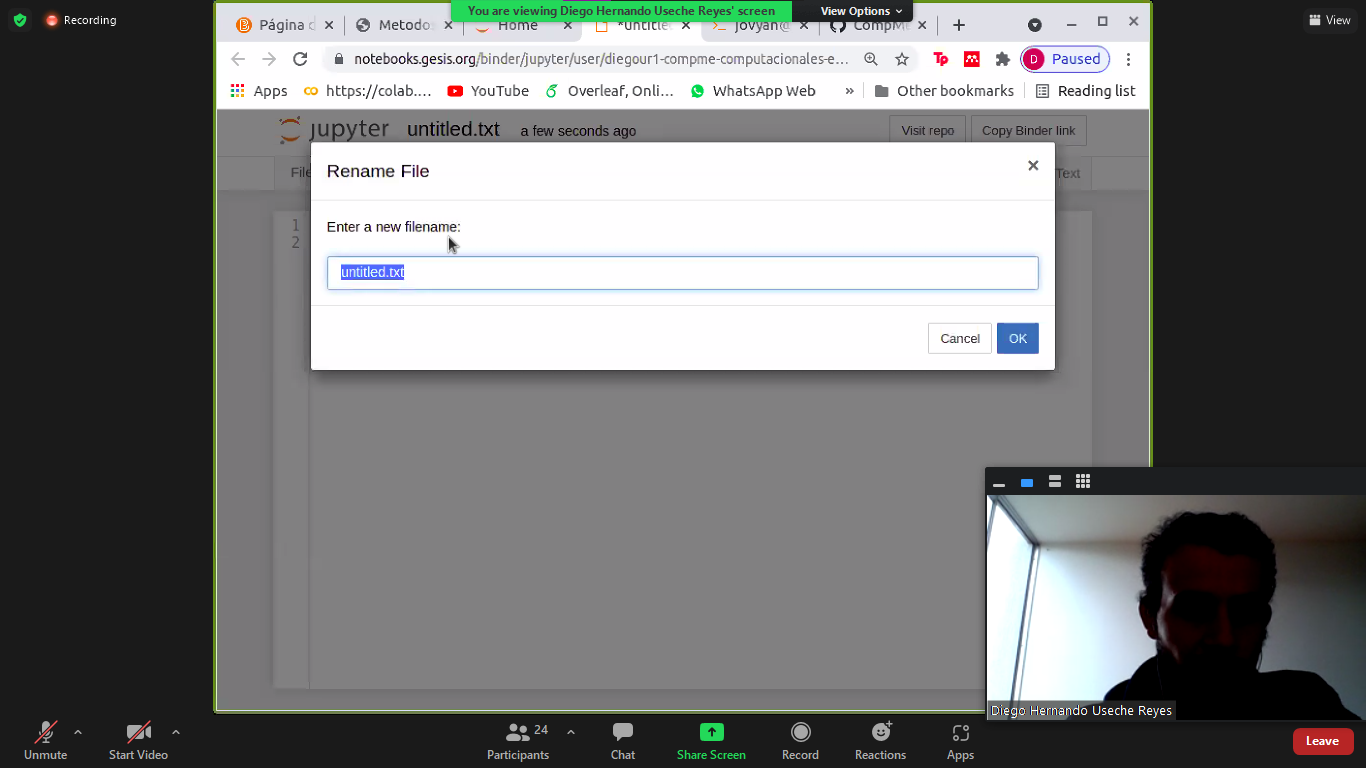 Recording
You are viewing Diego Hernando Useche Reyes' screen
View Options
View
Página
Metodos
Home
*untitle
jovyan@
CompM
notebooks.gesis.org/binder/jupyter/user/diegour1-compme-computacionales-e...
Tp
D
Paused
Apps
https://colab....
YouTube
Overleaf, Onli...
WhatsApp Web
»
Other bookmarks
Reading list
jupyter
untitled.txt
a few seconds ago
Visit repo
Copy Binder link
File
Text
Rename File
Enter a new filename:
untitled.txt
Cancel
OK
1
2
Diego Hernando Useche Reyes
Unmute
Start Video
24
Participants
Chat
Share Screen
Record
Reactions
Apps
Leave